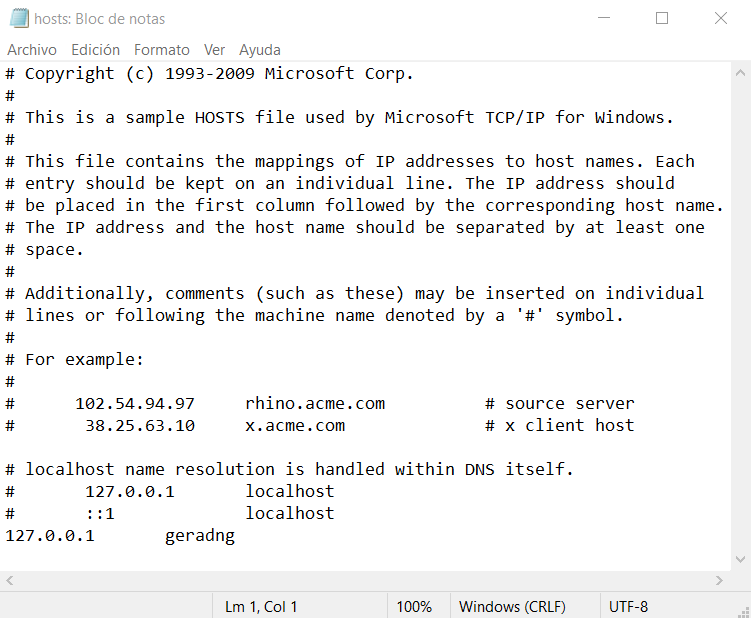 hosts: Bloc de notas
Archivo Edición Formato Ver Ayuda
# Copyright (c) 1993-2009 Microsoft Corp.
#
# This is a sample HOSTS file used by Microsoft TCP/IP for Windows.
#
# This file contains the mappings of IP addresses to host names. Each
# entry should be kept on an individual line. The IP address should
# be placed in the first column followed by the corresponding host name.
# The IP address and the host name should be separated by at least one
# space.
#
# Additionally, comments (such as these) may be inserted on individual
# lines or following the machine name denoted by a '#' symbol.
#
# For example:
#
#      102.54.94.97     rhino.acme.com          # source server
#       38.25.63.10     x.acme.com              # x client host

# localhost name resolution is handled within DNS itself.
#       127.0.0.1       localhost
#       ::1             localhost
127.0.0.1       geradng
Lm 1, Col 1 100% Windows (CRLF) UTF-8